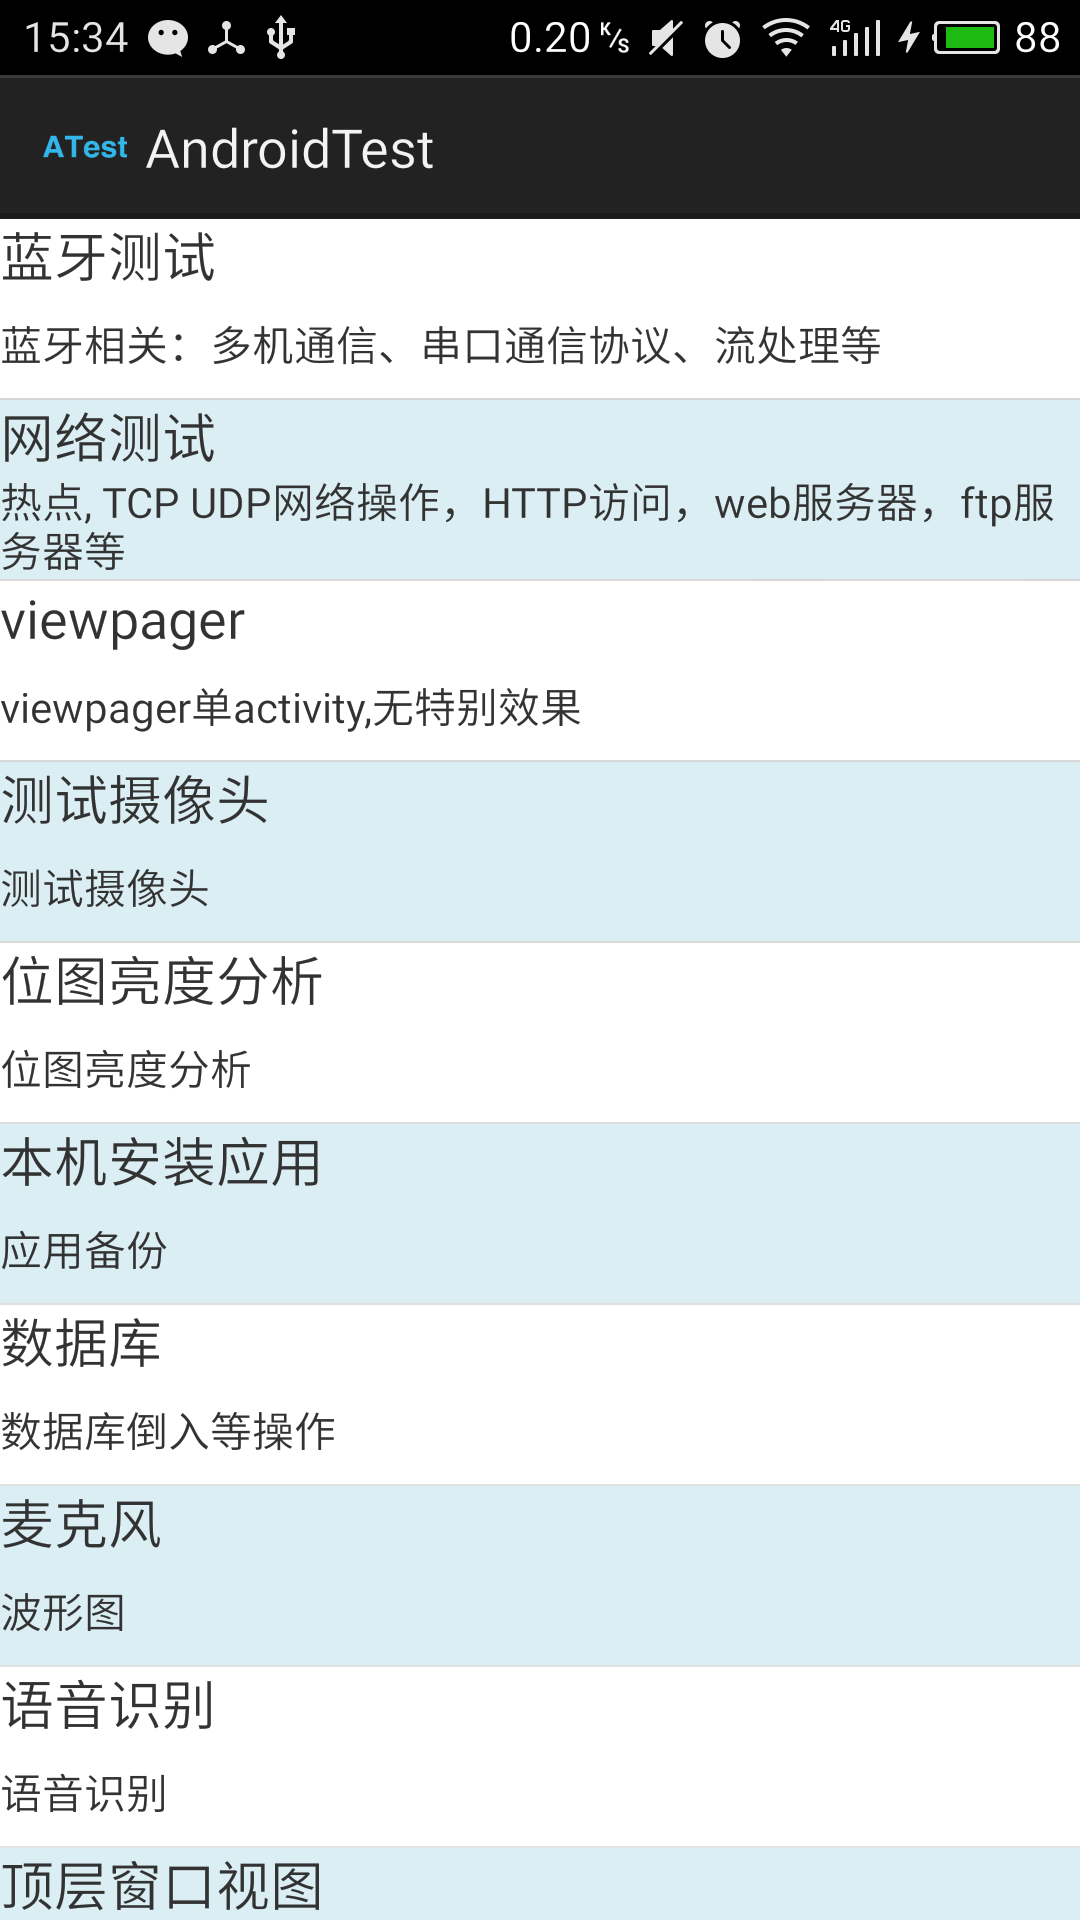 15:34 0.20 K/s 4G 88
ATest AndroidTest
蓝牙测试
蓝牙相关：多机通信、串口通信协议、流处理等
网络测试
热点, TCP UDP网络操作，HTTP访问，web服务器，ftp服
务器等
viewpager
viewpager单activity,无特别效果
测试摄像头
测试摄像头
位图亮度分析
位图亮度分析
本机安装应用
应用备份
数据库
数据库倒入等操作
麦克风
波形图
语音识别
语音识别
顶层窗口视图